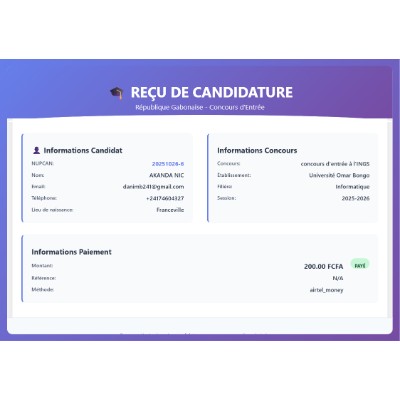 REÇU DE CANDIDATURE
République Gabonaise - Concours d'Entrée
Informations Candidat
NUPCAN: 20251026-6
Nom: AKANDA NIC
Email: danimb241@gmail.com
Téléphone: +24174604327
Lieu de naissance: Franceville
Informations Concours
Concours: concours d'entrée à l'INGS
Établissement: Université Omar Bongo
Filière: Informatique
Session: 2025-2026
Informations Paiement
Montant: 200.00 FCFA PAYÉ
Référence: N/A
Méthode: airtel_money